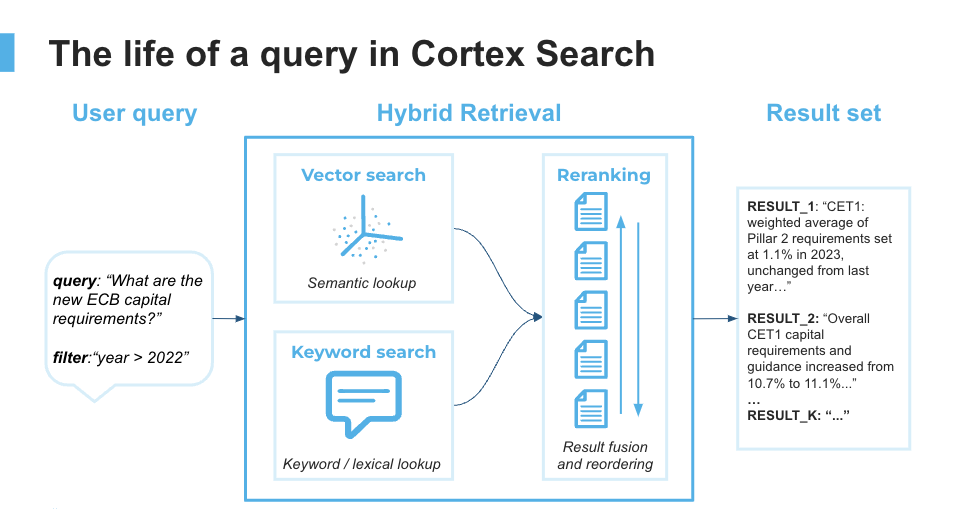 The life of a query in Cortex Search
User query
Hybrid Retrieval
Result set
query: “What are the
new ECB capital
requirements?”
filter:“year > 2022”
Vector search
Semantic lookup
Keyword search
Keyword / lexical lookup
Reranking
Result fusion
and reordering
RESULT_1: “CET1:
weighted average of
Pillar 2 requirements set
at 1.1% in 2023,
unchanged from last
year…”
RESULT_2: “Overall
CET1 capital
requirements and
guidance increased from
10.7% to 11.1%...”
…
RESULT_K: “...”